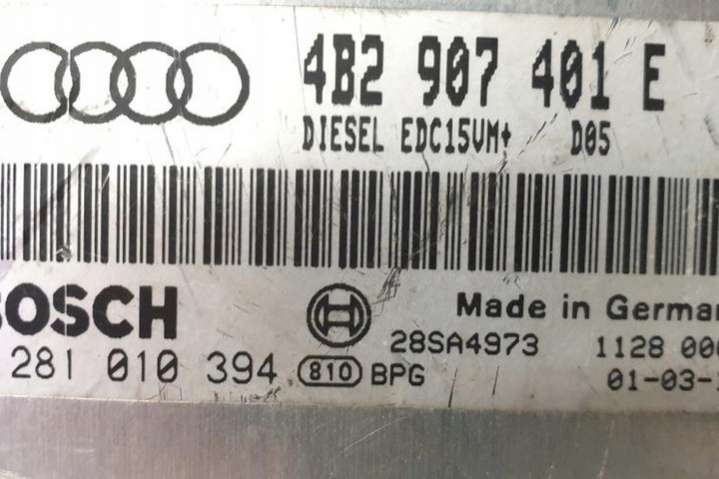 4B2 907 401 E
DIESEL EDC15VM+ D05
BOSCH
Made in German
281 010 394
28SA4973
1128 000
810 BPG
01-03-